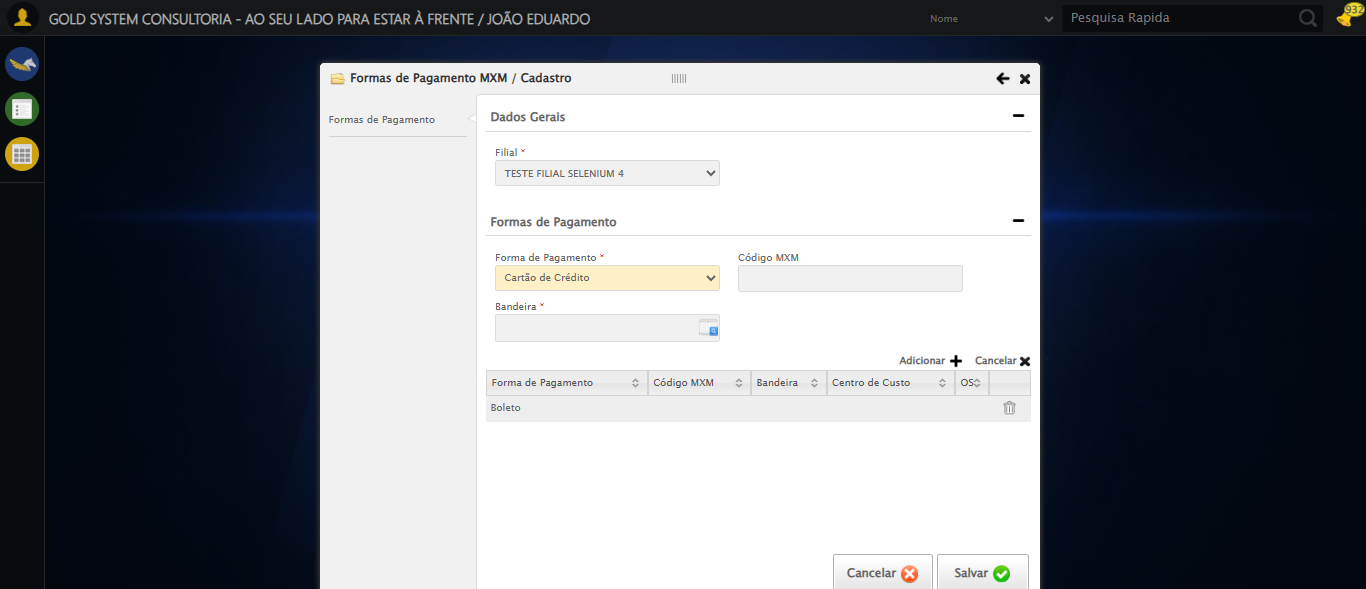 GOLD SYSTEM CONSULTORIA - AO SEU LADO PARA ESTAR À FRENTE / JOÃO EDUARDO
Nome
Pesquisa Rapida
932
Formas de Pagamento MXM / Cadastro
Formas de Pagamento
Dados Gerais
Filial *
TESTE FILIAL SELENIUM 4
Formas de Pagamento
Forma de Pagamento * Código MXM
Cartão de Crédito
Bandeira *
Adicionar Cancelar
Forma de Pagamento Código MXM Bandeira Centro de Custo OS
Boleto
Cancelar Salvar